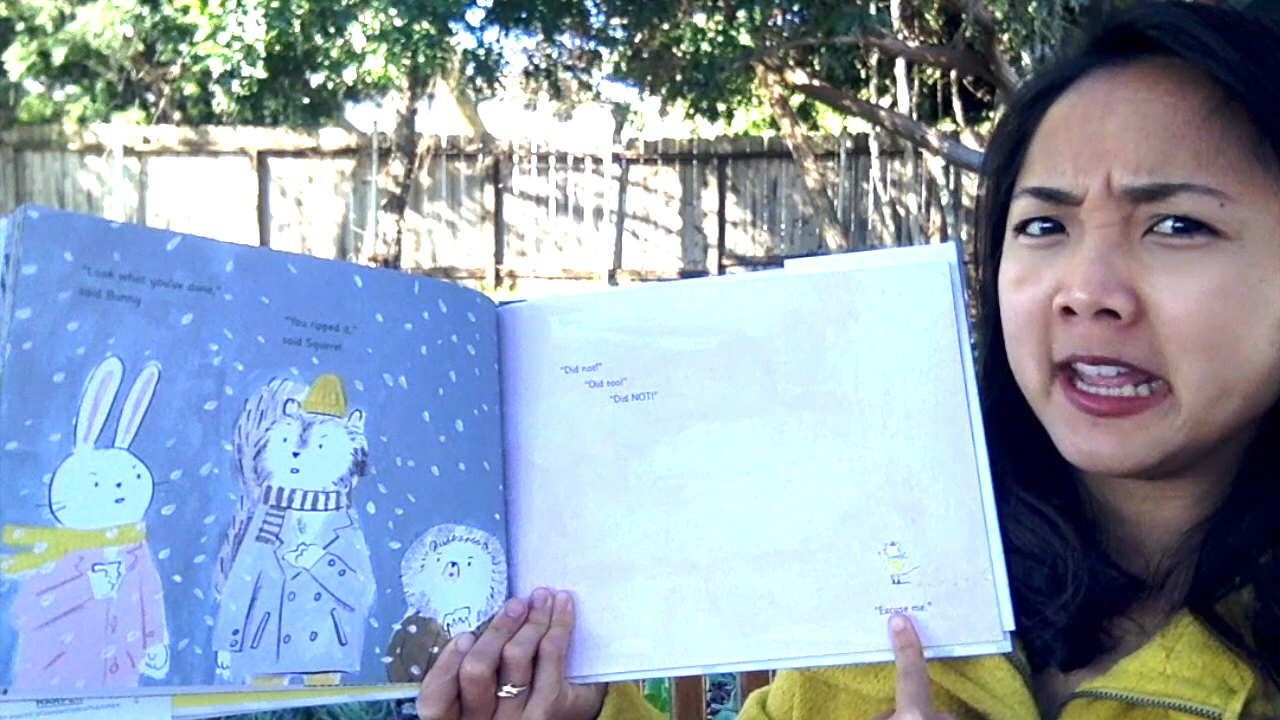 "Look what you've done,"
said Bunny.
"You ripped it,"
said Squirrel.
"Did not!"
"Did too!"
"Did NOT!"
"Excuse me."